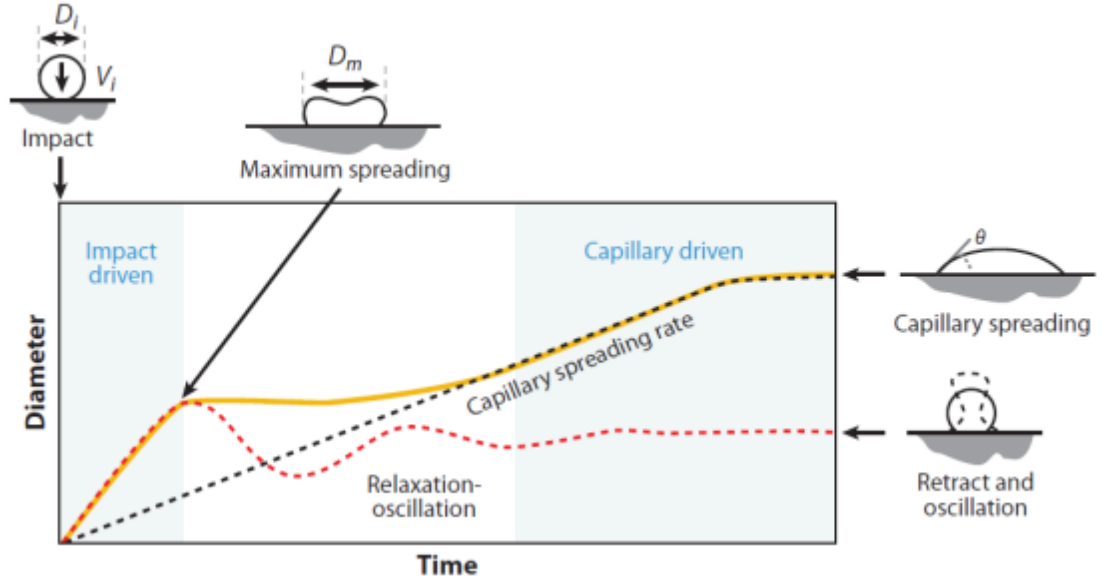 Dᵢ
Vᵢ
Impact
Dₘ
Maximum spreading
Impact
driven
Capillary driven
θ
Capillary spreading
Capillary spreading rate
Relaxation-
oscillation
Retract and
oscillation
Diameter
Time